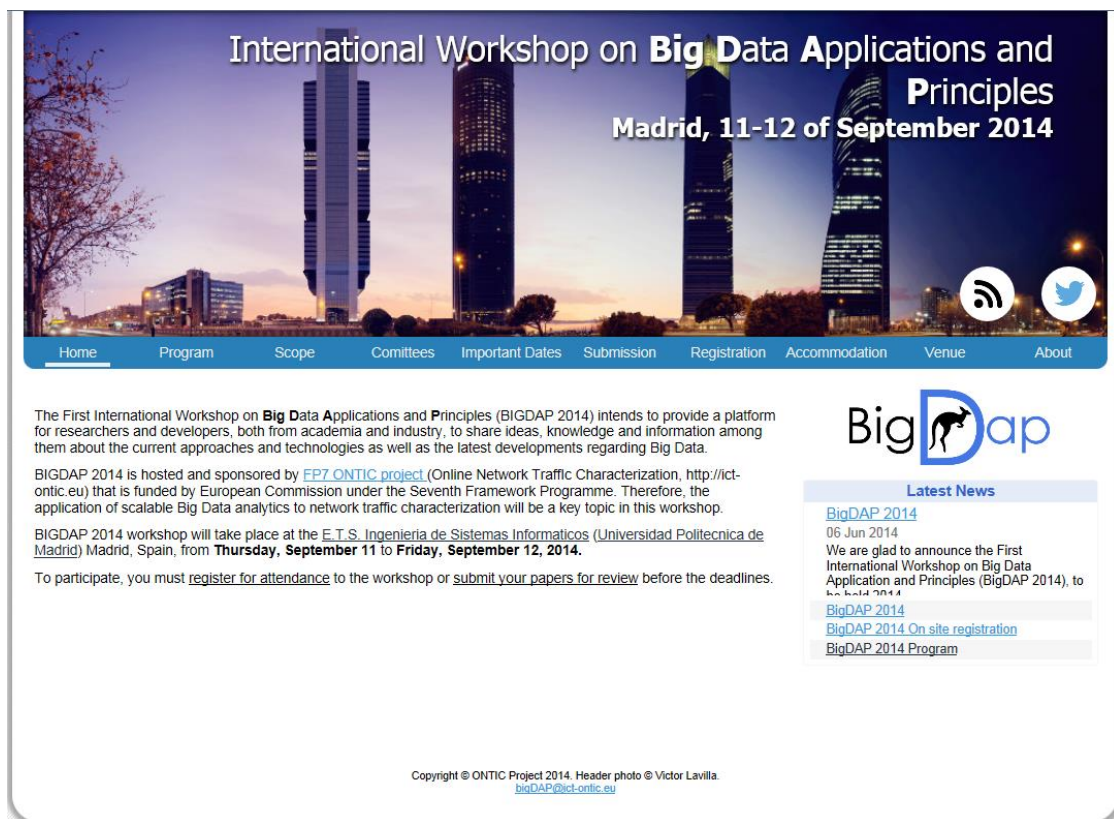 International Workshop on Big Data Applications and
Principles
Madrid, 11-12 of September 2014
Home Program Scope Comittees Important Dates Submission Registration Accommodation Venue About
The First International Workshop on Big Data Applications and Principles (BIGDAP 2014) intends to provide a platform
for researchers and developers, both from academia and industry, to share ideas, knowledge and information among
them about the current approaches and technologies as well as the latest developments regarding Big Data.
BIGDAP 2014 is hosted and sponsored by FP7 ONTIC project (Online Network Traffic Characterization, http://ict-
ontic.eu) that is funded by European Commission under the Seventh Framework Programme. Therefore, the
application of scalable Big Data analytics to network traffic characterization will be a key topic in this workshop.
BIGDAP 2014 workshop will take place at the E.T.S. Ingenieria de Sistemas Informaticos (Universidad Politecnica de
Madrid) Madrid, Spain, from Thursday, September 11 to Friday, September 12, 2014.
To participate, you must register for attendance to the workshop or submit your papers for review before the deadlines.
BigDap
Latest News
BigDAP 2014
06 Jun 2014
We are glad to announce the First
International Workshop on Big Data
Application and Principles (BigDAP 2014), to
be held 2014
BigDAP 2014
BigDAP 2014 On site registration
BigDAP 2014 Program
Copyright © ONTIC Project 2014. Header photo © Victor Lavilla.
bigDAP@ict-ontic.eu